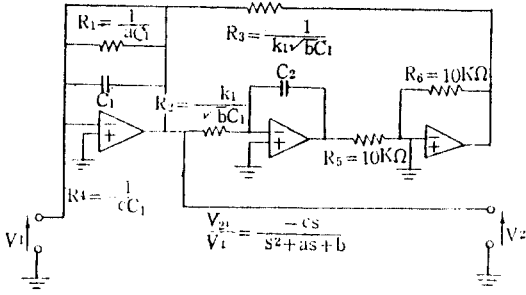 R₁ = 1/aC₁
R₃ = 1/k₁√bC₁
C₁
R₂ = k₁/√bC₁
C₂
R₆ = 10KΩ
R₅ = 10KΩ
R₄ = 1/cC₁
V₁
V₂/V₁ = −cs/s²+as+b
V₂